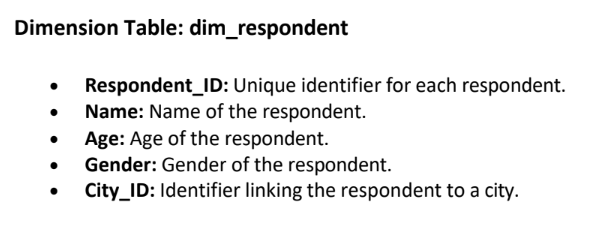 Dimension Table: dim_respondent
• Respondent_ID: Unique identifier for each respondent.
• Name: Name of the respondent.
• Age: Age of the respondent.
• Gender: Gender of the respondent.
• City_ID: Identifier linking the respondent to a city.